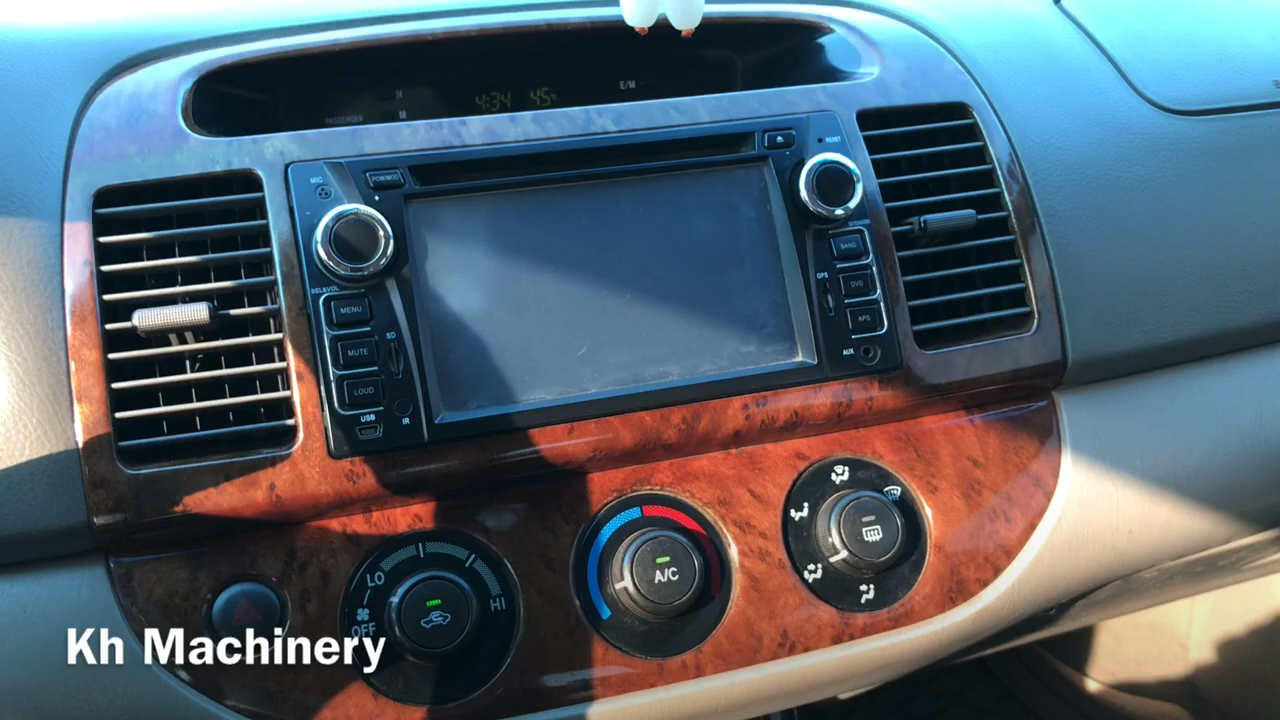 H
M
PASSENGER
4:34 45°
E/M
MIC
POW/MOD
RESET
SEL&VOL
MENU
MUTE
LOUD
SD
USB
IR
BAND
GPS
DVD
APS
AUX
LO
HI
OFF
A/C
Kh Machinery